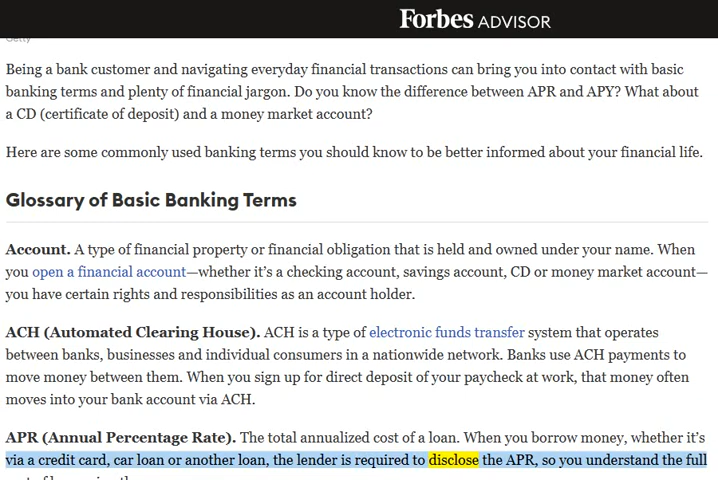 Forbes ADVISOR
Getty
Being a bank customer and navigating everyday financial transactions can bring you into contact with basic
banking terms and plenty of financial jargon. Do you know the difference between APR and APY? What about
a CD (certificate of deposit) and a money market account?
Here are some commonly used banking terms you should know to be better informed about your financial life.
Glossary of Basic Banking Terms
Account. A type of financial property or financial obligation that is held and owned under your name. When
you open a financial account—whether it’s a checking account, savings account, CD or money market account—
you have certain rights and responsibilities as an account holder.
ACH (Automated Clearing House). ACH is a type of electronic funds transfer system that operates
between banks, businesses and individual consumers in a nationwide network. Banks use ACH payments to
move money between them. When you sign up for direct deposit of your paycheck at work, that money often
moves into your bank account via ACH.
APR (Annual Percentage Rate). The total annualized cost of a loan. When you borrow money, whether it’s
via a credit card, car loan or another loan, the lender is required to disclose the APR, so you understand the full